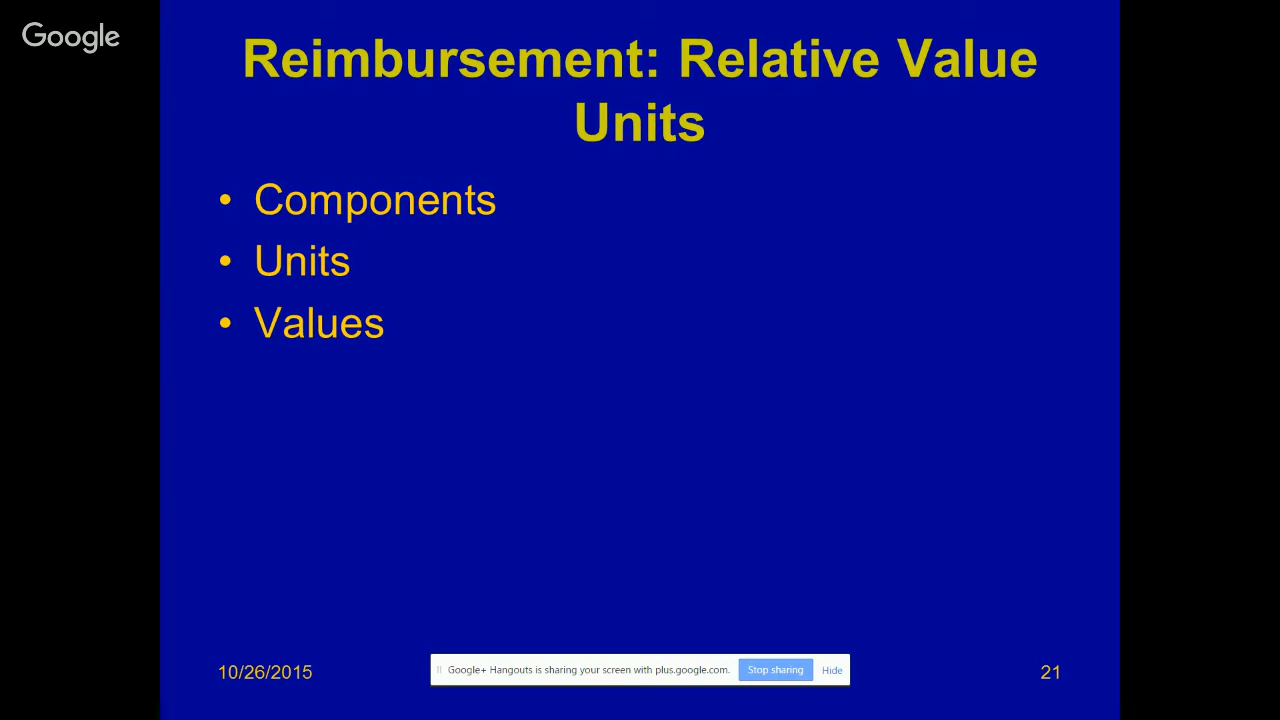 Google
Reimbursement: Relative Value
Units
• Components
• Units
• Values
10/26/2015
Google+ Hangouts is sharing your screen with plus.google.com.
Stop sharing
Hide
21